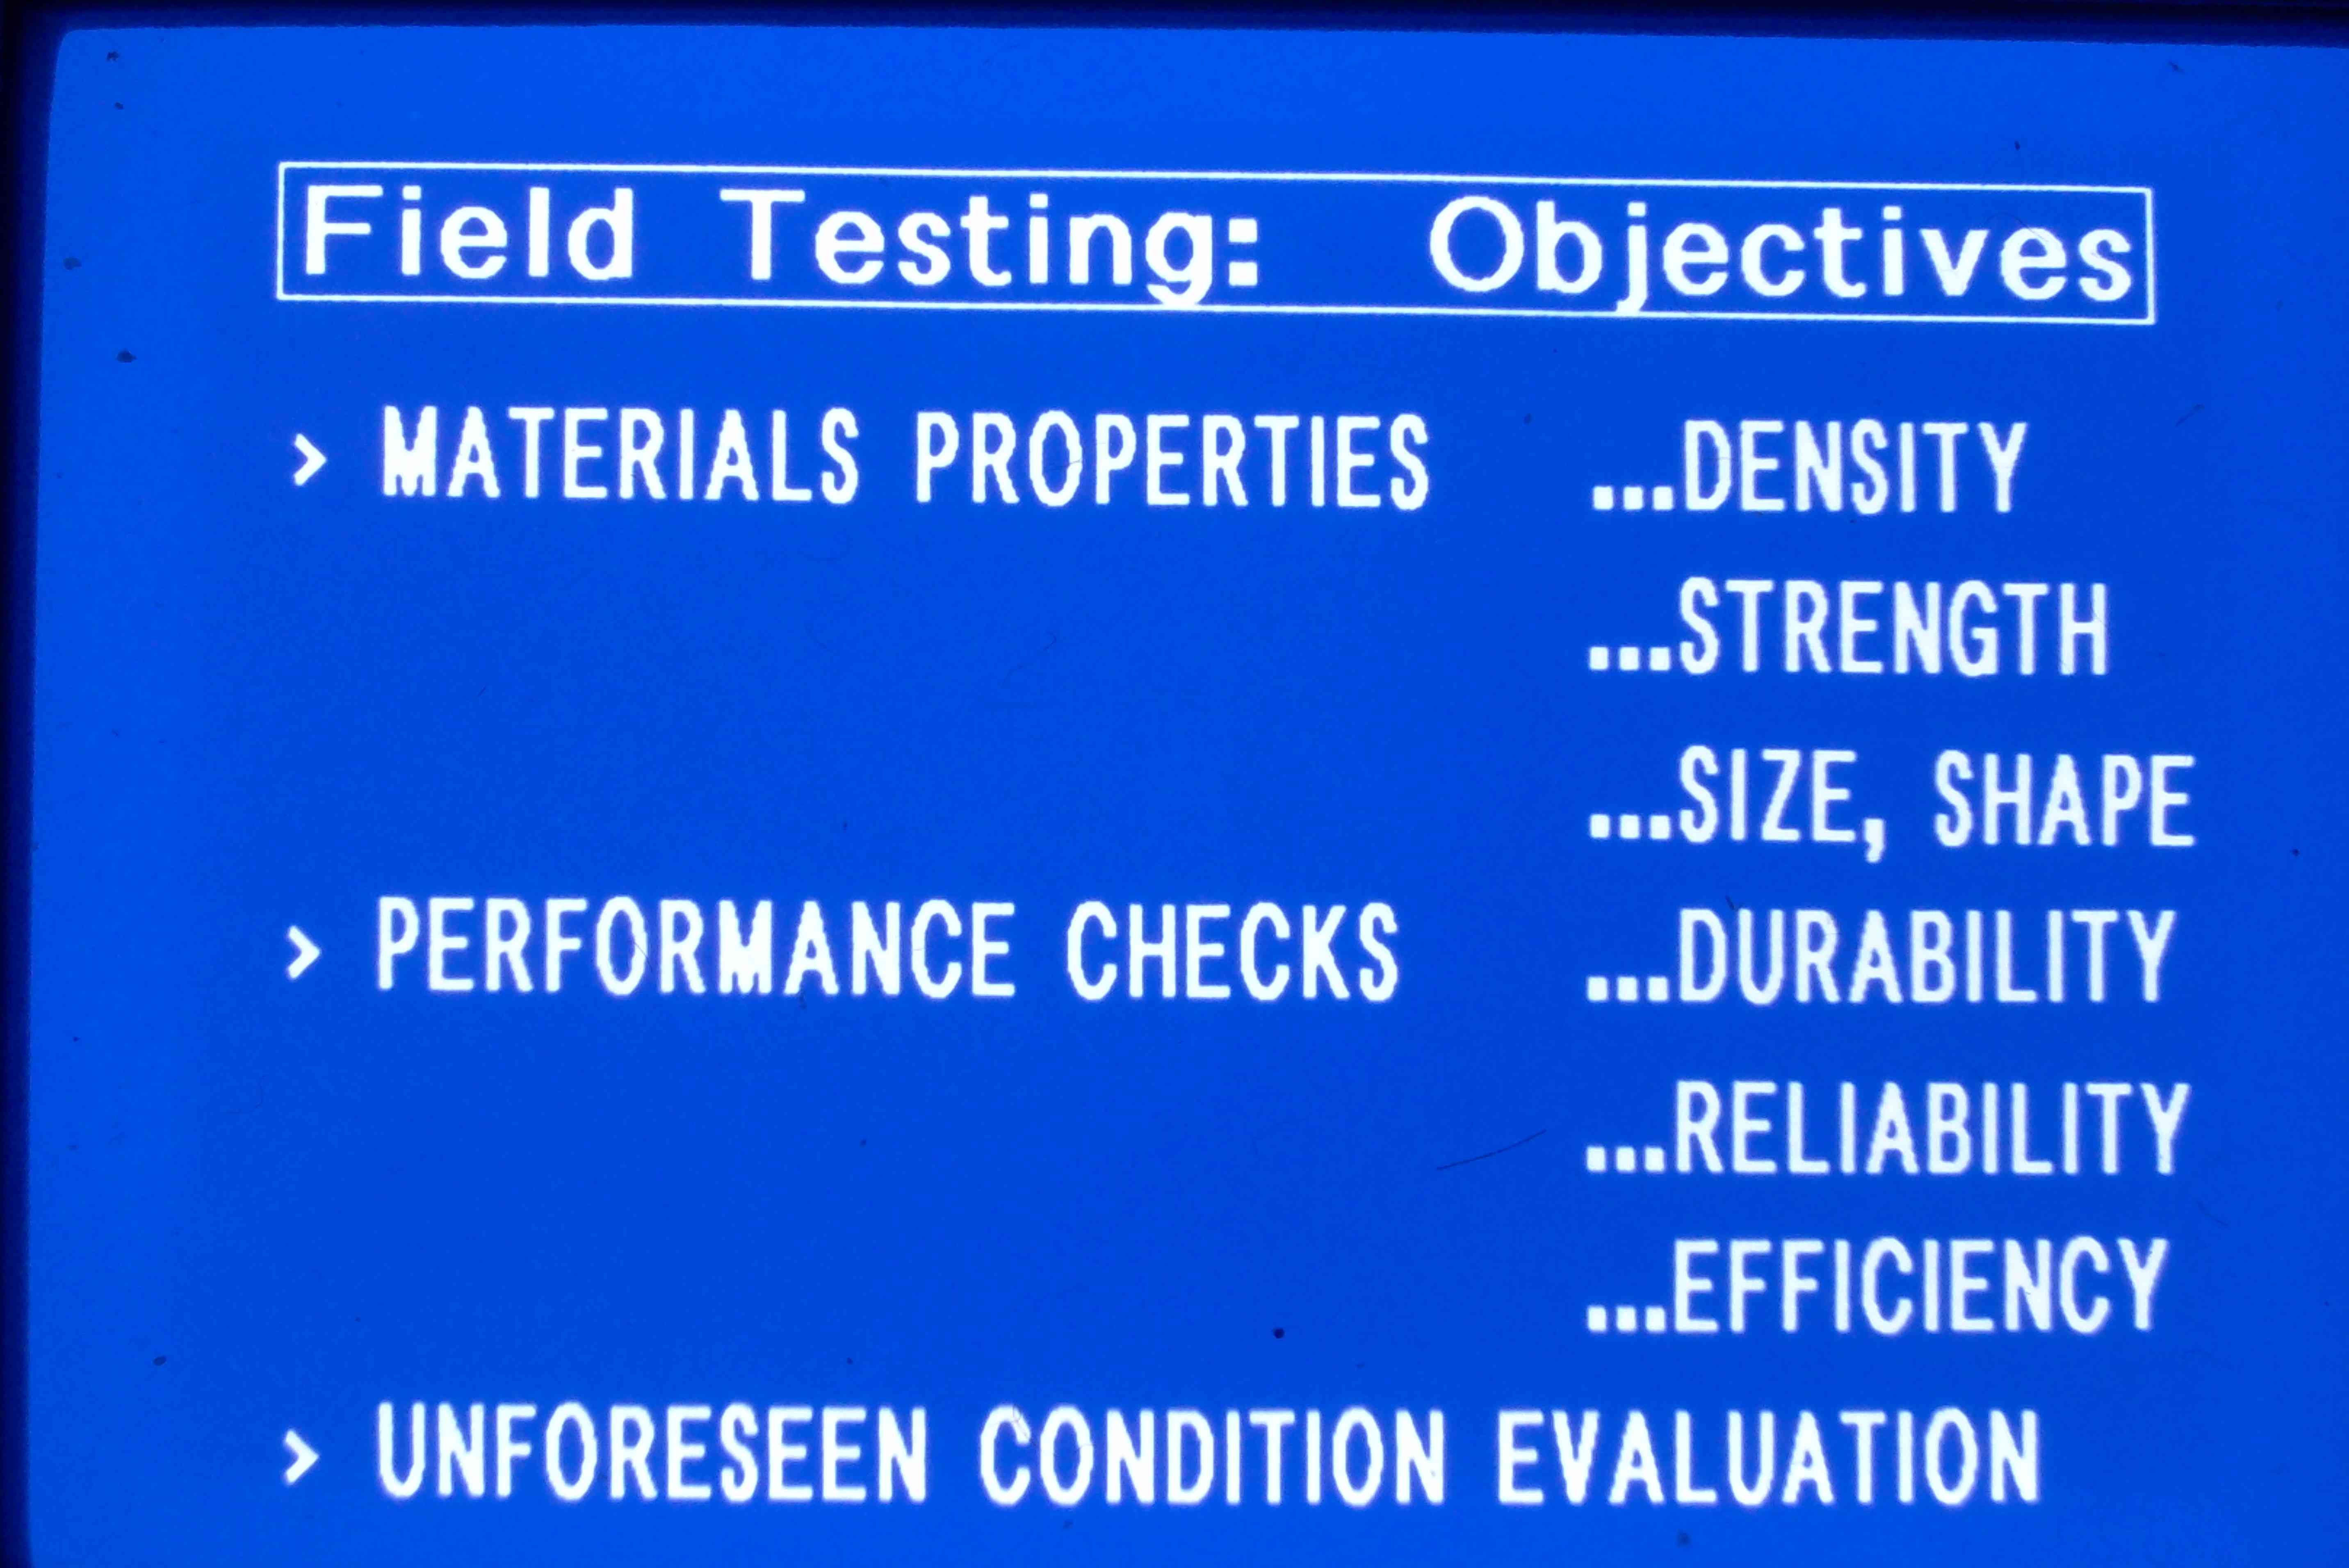 Field Testing: Objectives
> MATERIALS PROPERTIES ...DENSITY
...STRENGTH
...SIZE, SHAPE
> PERFORMANCE CHECKS ...DURABILITY
...RELIABILITY
...EFFICIENCY
> UNFORESEEN CONDITION EVALUATION